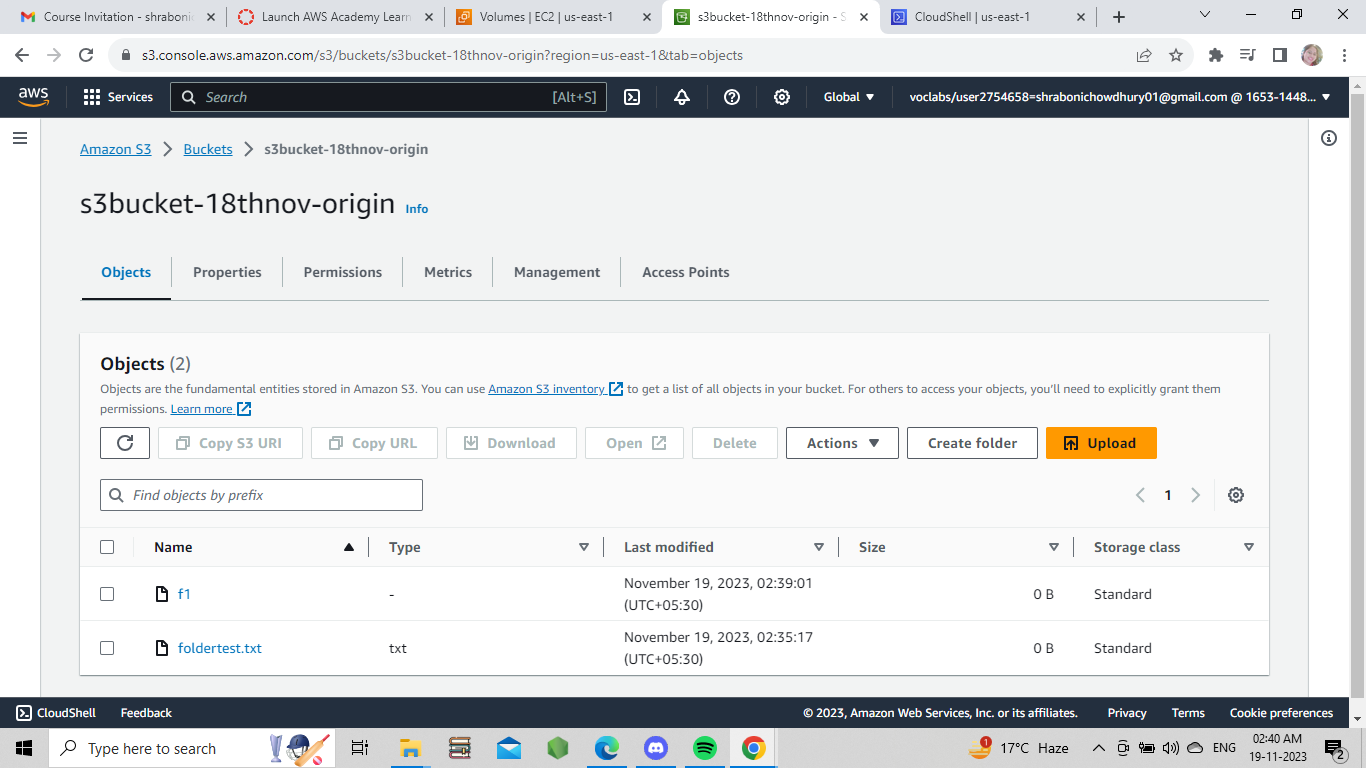 Course Invitation - shrabonic
Launch AWS Academy Learn
Volumes | EC2 | us-east-1
s3bucket-18thnov-origin - S
CloudShell | us-east-1
s3.console.aws.amazon.com/s3/buckets/s3bucket-18thnov-origin?region=us-east-1&tab=objects
aws
Services
Search
[Alt+S]
Global
voclabs/user2754658=shrabonichowdhury01@gmail.com @ 1653-1448...
Amazon S3
Buckets
s3bucket-18thnov-origin
s3bucket-18thnov-origin Info
Objects
Properties
Permissions
Metrics
Management
Access Points
Objects (2)
Objects are the fundamental entities stored in Amazon S3. You can use Amazon S3 inventory to get a list of all objects in your bucket. For others to access your objects, you'll need to explicitly grant them
permissions. Learn more
Copy S3 URI
Copy URL
Download
Open
Delete
Actions
Create folder
Upload
Find objects by prefix
1
Name
Type
Last modified
Size
Storage class
f1
-
November 19, 2023, 02:39:01
(UTC+05:30)
0 B
Standard
foldertest.txt
txt
November 19, 2023, 02:35:17
(UTC+05:30)
0 B
Standard
CloudShell
Feedback
© 2023, Amazon Web Services, Inc. or its affiliates.
Privacy
Terms
Cookie preferences
Type here to search
1
17°C Haze
ENG
02:40 AM
19-11-2023
2